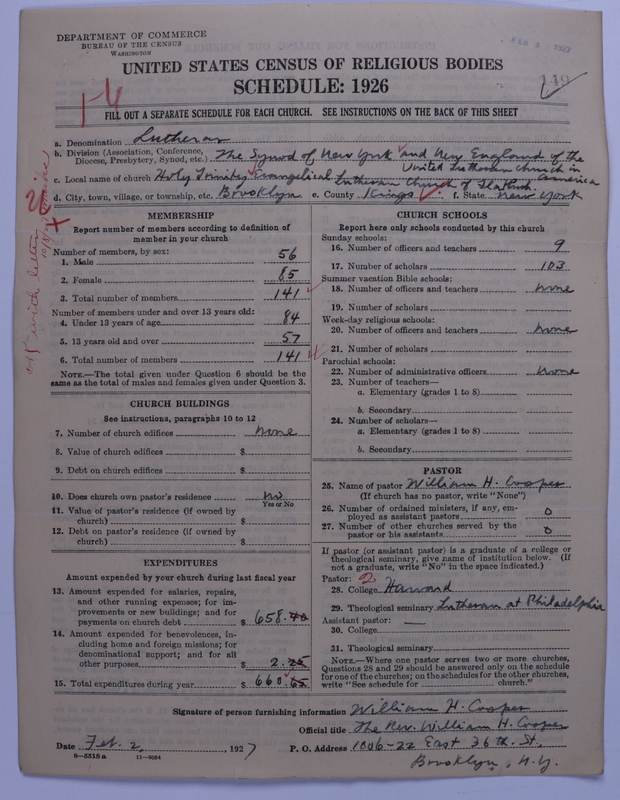 DEPARTMENT OF COMMERCE
BUREAU OF THE CENSUS
WASHINGTON
FEB 4 1927
UNITED STATES CENSUS OF RELIGIOUS BODIES
SCHEDULE: 1926
149
1-6
FILL OUT A SEPARATE SCHEDULE FOR EACH CHURCH. SEE INSTRUCTIONS ON THE BACK OF THIS SHEET
a. Denomination Lutheran
b. Division (Association, Conference, Diocese, Presbytery, Synod, etc.) The Synod of New York and New England of the
United Lutheran Church in America
c. Local name of church Holy Trinity Evangelical Lutheran Church of Flatbush
d. City, town, village, or township, etc. Brooklyn e. County Kings f. State New York
MEMBERSHIP
Report number of members according to definition of
member in your church
Number of members, by sex:
1. Male 56
2. Female 85
3. Total number of members 141
Number of members under and over 13 years old:
4. Under 13 years of age 84
5. 13 years old and over 57
6. Total number of members 141
NOTE.—The total given under Question 6 should be the
same as the total of males and females given under Question 3.
CHURCH BUILDINGS
See instructions, paragraphs 10 to 12
7. Number of church edifices none
8. Value of church edifices $
9. Debt on church edifices $
10. Does church own pastor's residence no
Yes or No
11. Value of pastor's residence (if owned by
church) $
12. Debt on pastor's residence (if owned by
church) $
EXPENDITURES
Amount expended by your church during last fiscal year
13. Amount expended for salaries, repairs,
and other running expenses; for im-
provements or new buildings; and for
payments on church debt $ 658.40
14. Amount expended for benevolences, in-
cluding home and foreign missions; for
denominational support; and for all
other purposes $ 2.25
15. Total expenditures during year $ 660.65
CHURCH SCHOOLS
Report here only schools conducted by this church
Sunday schools:
16. Number of officers and teachers 9
17. Number of scholars 103
Summer vacation Bible schools:
18. Number of officers and teachers none
19. Number of scholars
Week-day religious schools:
20. Number of officers and teachers none
21. Number of scholars
Parochial schools:
22. Number of administrative officers none
23. Number of teachers—
a. Elementary (grades 1 to 8)
b. Secondary
24. Number of scholars—
a. Elementary (grades 1 to 8)
b. Secondary
PASTOR
25. Name of pastor William H. Cooper
(If church has no pastor, write "None")
26. Number of ordained ministers, if any, em-
ployed as assistant pastors 0
27. Number of other churches served by the
pastor or his assistants 0
If pastor (or assistant pastor) is a graduate of a college or
theological seminary, give name of institution below. (If
not a graduate, write "No" in the space indicated.)
Pastor: 2
28. College Harvard
29. Theological seminary Lutheran at Philadelphia
Assistant pastor: —
30. College
31. Theological seminary
NOTE.—Where one pastor serves two or more churches,
Questions 28 and 29 should be answered only on the schedule
for one of the churches; on the schedules for the other churches,
write "See schedule for ........ church."
Signature of person furnishing information William H. Cooper
Official title The Rev. William H. Cooper
Date Feb. 2, 1927 P. O. Address 1006-22 East 36th St.
Brooklyn, N.Y.
8—5518a 11—9024